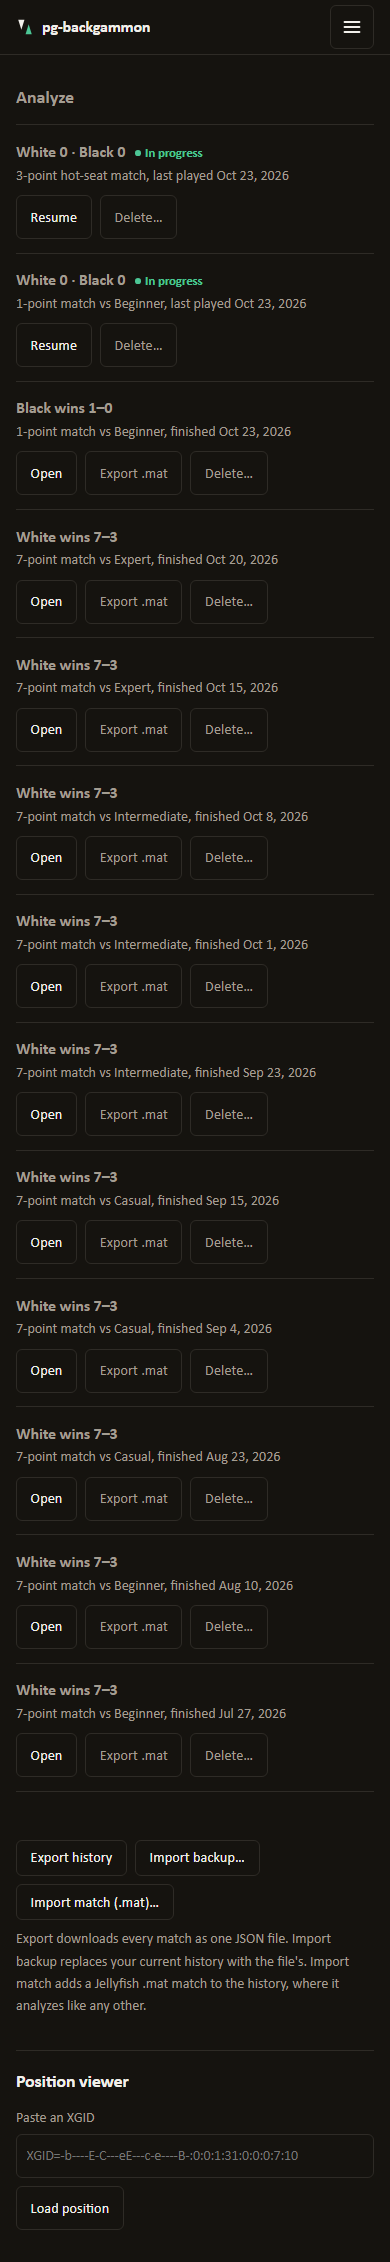 pg-backgammon
Analyze
White 0 · Black 0 In progress
3-point hot-seat match, last played Oct 23, 2026
Resume Delete...
White 0 · Black 0 In progress
1-point match vs Beginner, last played Oct 23, 2026
Resume Delete...
Black wins 1–0
1-point match vs Beginner, finished Oct 23, 2026
Open Export .mat Delete...
White wins 7–3
7-point match vs Expert, finished Oct 20, 2026
Open Export .mat Delete...
White wins 7–3
7-point match vs Expert, finished Oct 15, 2026
Open Export .mat Delete...
White wins 7–3
7-point match vs Intermediate, finished Oct 8, 2026
Open Export .mat Delete...
White wins 7–3
7-point match vs Intermediate, finished Oct 1, 2026
Open Export .mat Delete...
White wins 7–3
7-point match vs Intermediate, finished Sep 23, 2026
Open Export .mat Delete...
White wins 7–3
7-point match vs Casual, finished Sep 15, 2026
Open Export .mat Delete...
White wins 7–3
7-point match vs Casual, finished Sep 4, 2026
Open Export .mat Delete...
White wins 7–3
7-point match vs Casual, finished Aug 23, 2026
Open Export .mat Delete...
White wins 7–3
7-point match vs Beginner, finished Aug 10, 2026
Open Export .mat Delete...
White wins 7–3
7-point match vs Beginner, finished Jul 27, 2026
Open Export .mat Delete...
Export history Import backup...
Import match (.mat)...
Export downloads every match as one JSON file. Import
backup replaces your current history with the file's. Import
match adds a Jellyfish .mat match to the history, where it
analyzes like any other.
Position viewer
Paste an XGID
XGID=-b----E-C---eE---c-e----B-:0:0:1:31:0:0:0:7:10
Load position